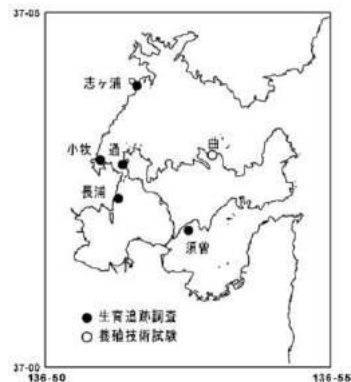 37-05
志ヶ浦
小牧
通
曲
長浦
須曽
● 生育追跡調査
○ 養殖技術試験
37-00
136-50
136-55